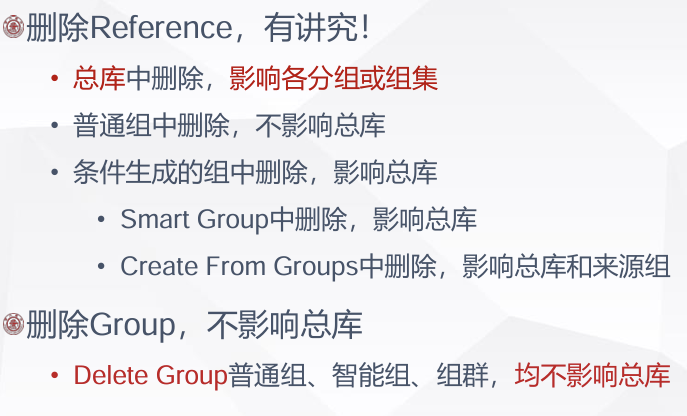 删除Reference，有讲究！
• 总库中删除，影响各分组或组集
• 普通组中删除，不影响总库
• 条件生成的组中删除，影响总库
• Smart Group中删除，影响总库
• Create From Groups中删除，影响总库和来源组
删除Group，不影响总库
• Delete Group普通组、智能组、组群，均不影响总库